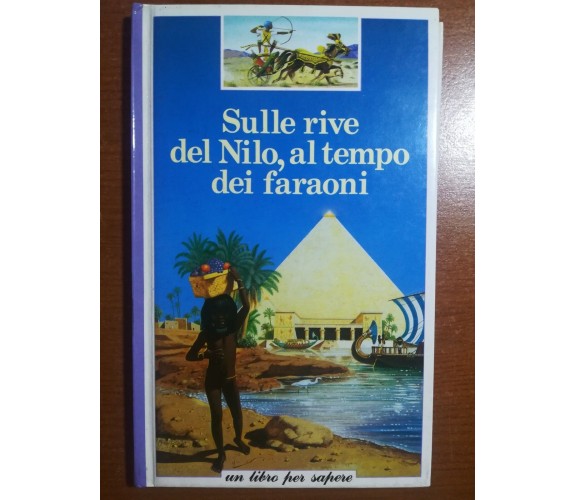 Sulle rive
del Nilo, al tempo
dei faraoni
un libro per sapere